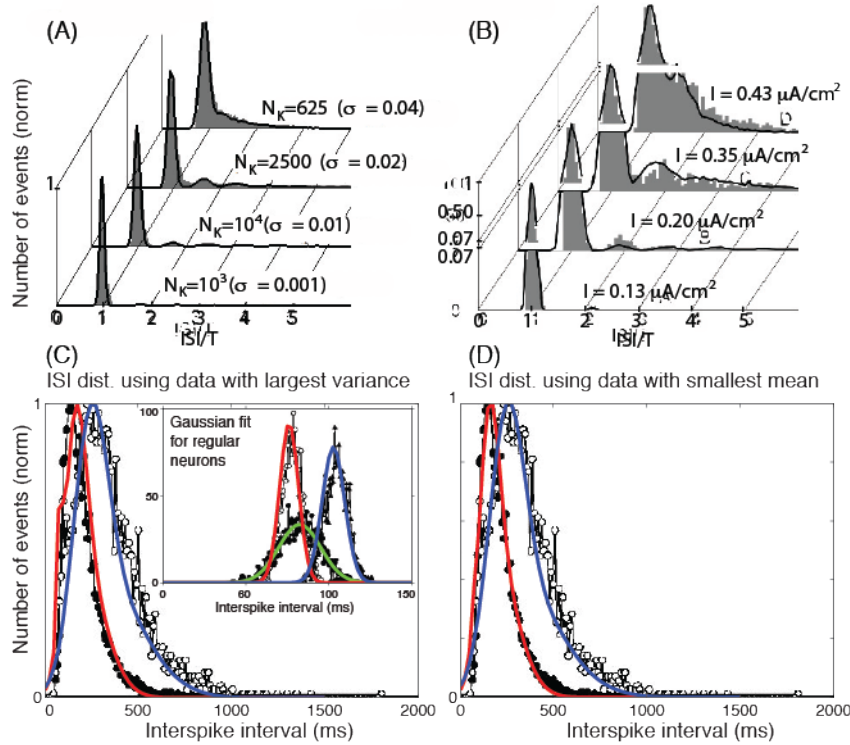 (A)
(B)
N_K=625 (σ = 0.04)
N_K=2500 (σ = 0.02)
N_K=10⁴(σ = 0.01)
N_K=10³(σ = 0.001)
Number of events (norm)
1
0 1 2 3 4 5
ISI/T
I = 0.43 μA/cm²
I = 0.35 μA/cm²
I = 0.20 μA/cm²
I = 0.13 μA/cm²
0.50
0.07
0.07
0 1 2 3 4 5
ISI/T
(C)
(D)
ISI dist. using data with largest variance
ISI dist. using data with smallest mean
Number of events (norm)
1
0
0 500 1000 1500 2000
Interspike interval (ms)
Gaussian fit
for regular
neurons
100
50
0
60 100 150
Interspike interval (ms)
1
0
0 500 1000 1500 2000
Interspike interval (ms)